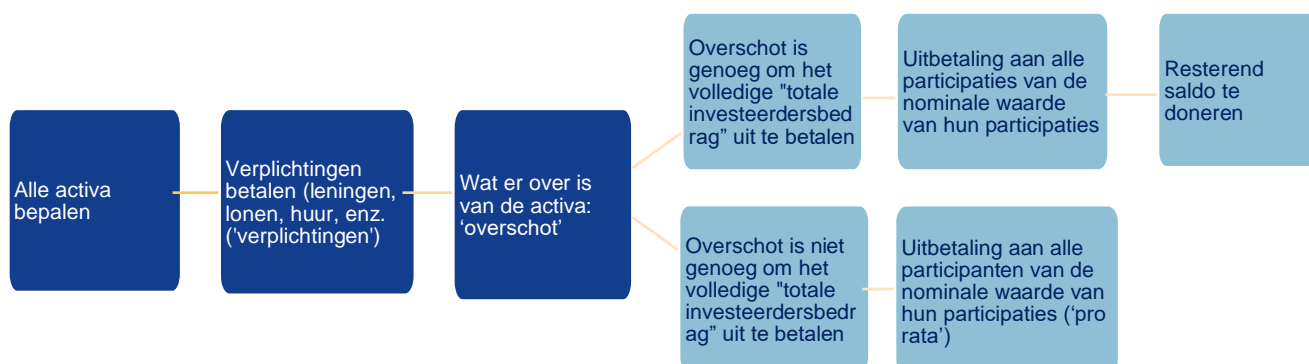 Alle activa
bepalen
Verplichtingen
betalen (leningen,
lonen, huur, enz.
('verplichtingen')
Wat er over is
van de activa:
‘overschot’
Overschot is
genoeg om het
volledige "totale
investeerdersbed
rag” uit te betalen
Uitbetaling aan alle
participaties van de
nominale waarde
van hun participaties
Resterend
saldo te
doneren
Overschot is niet
genoeg om het
volledige "totale
investeerdersbedr
ag” uit te betalen
Uitbetaling aan alle
participanten van de
nominale waarde van
hun participaties (‘pro
rata’)